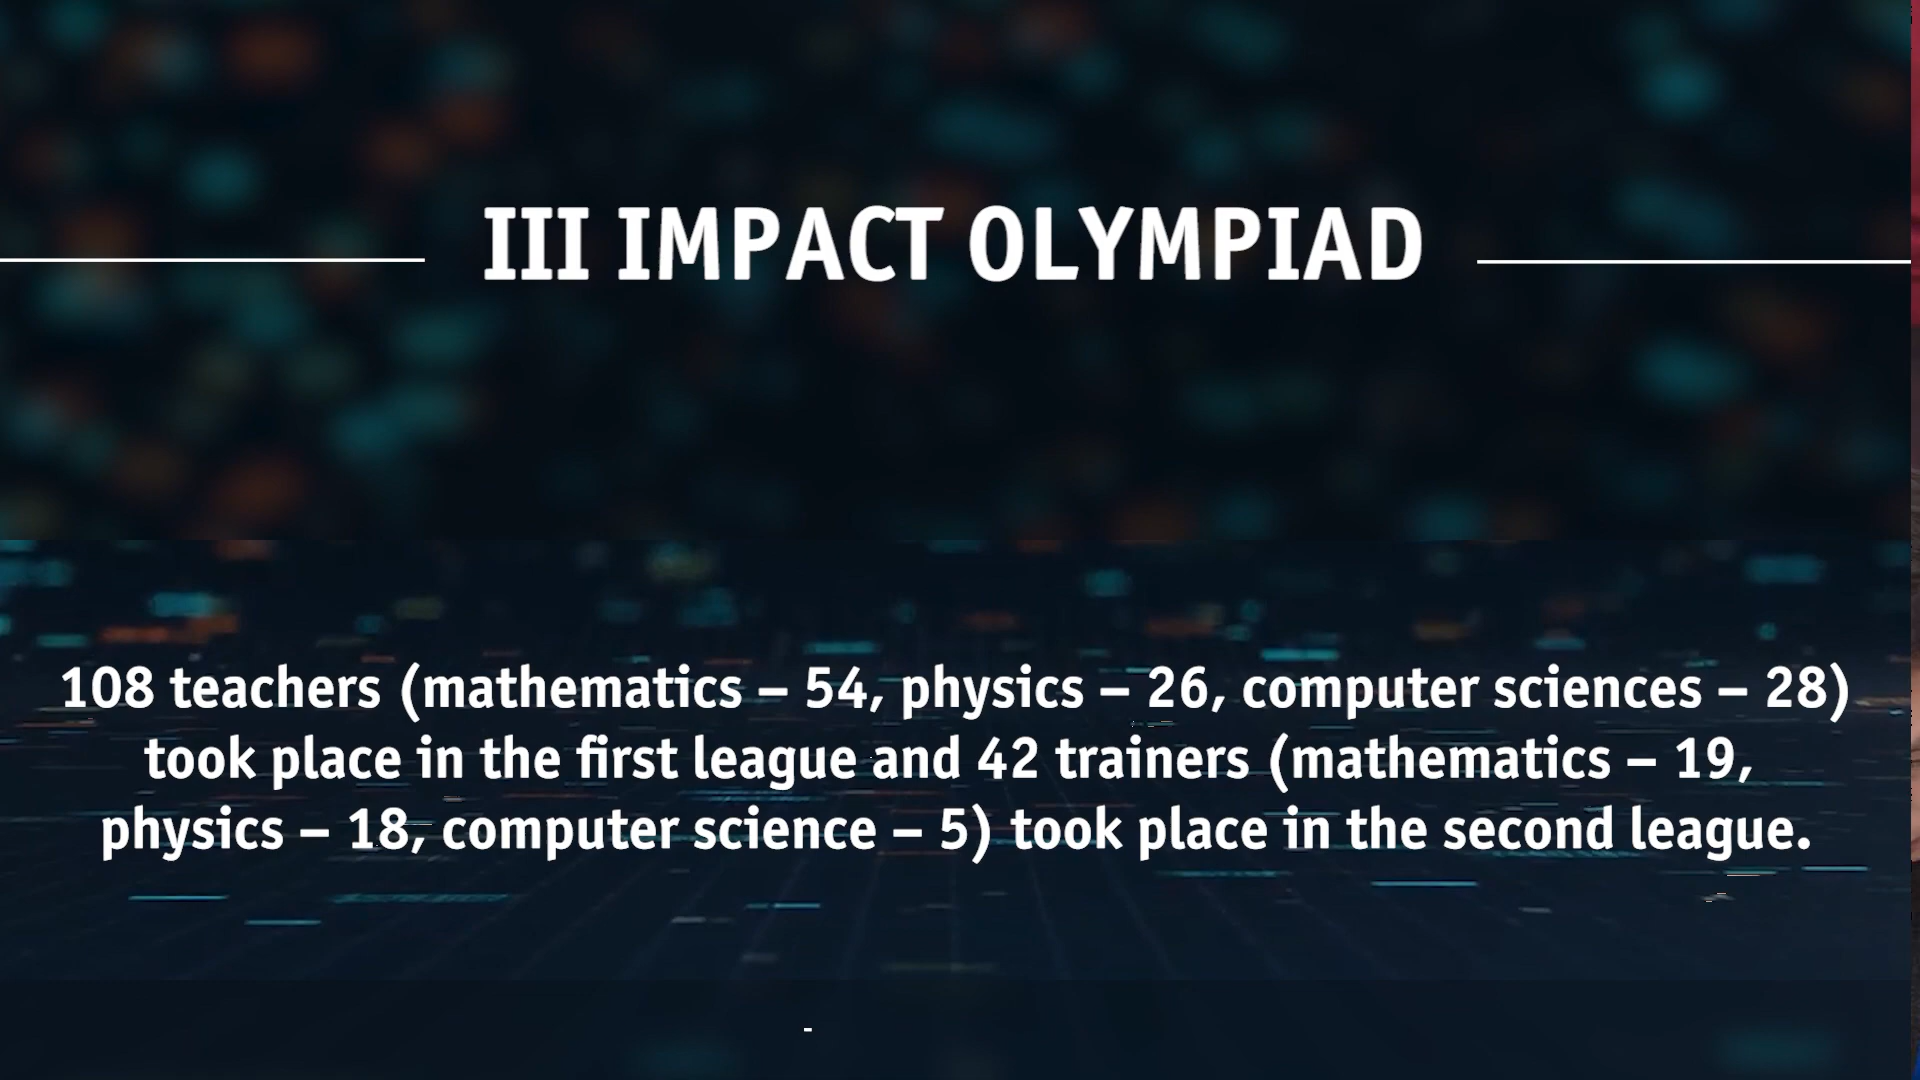 III IMPACT OLYMPIAD
108 teachers (mathematics – 54, physics – 26, computer sciences – 28)
took place in the first league and 42 trainers (mathematics – 19,
physics – 18, computer science – 5) took place in the second league.